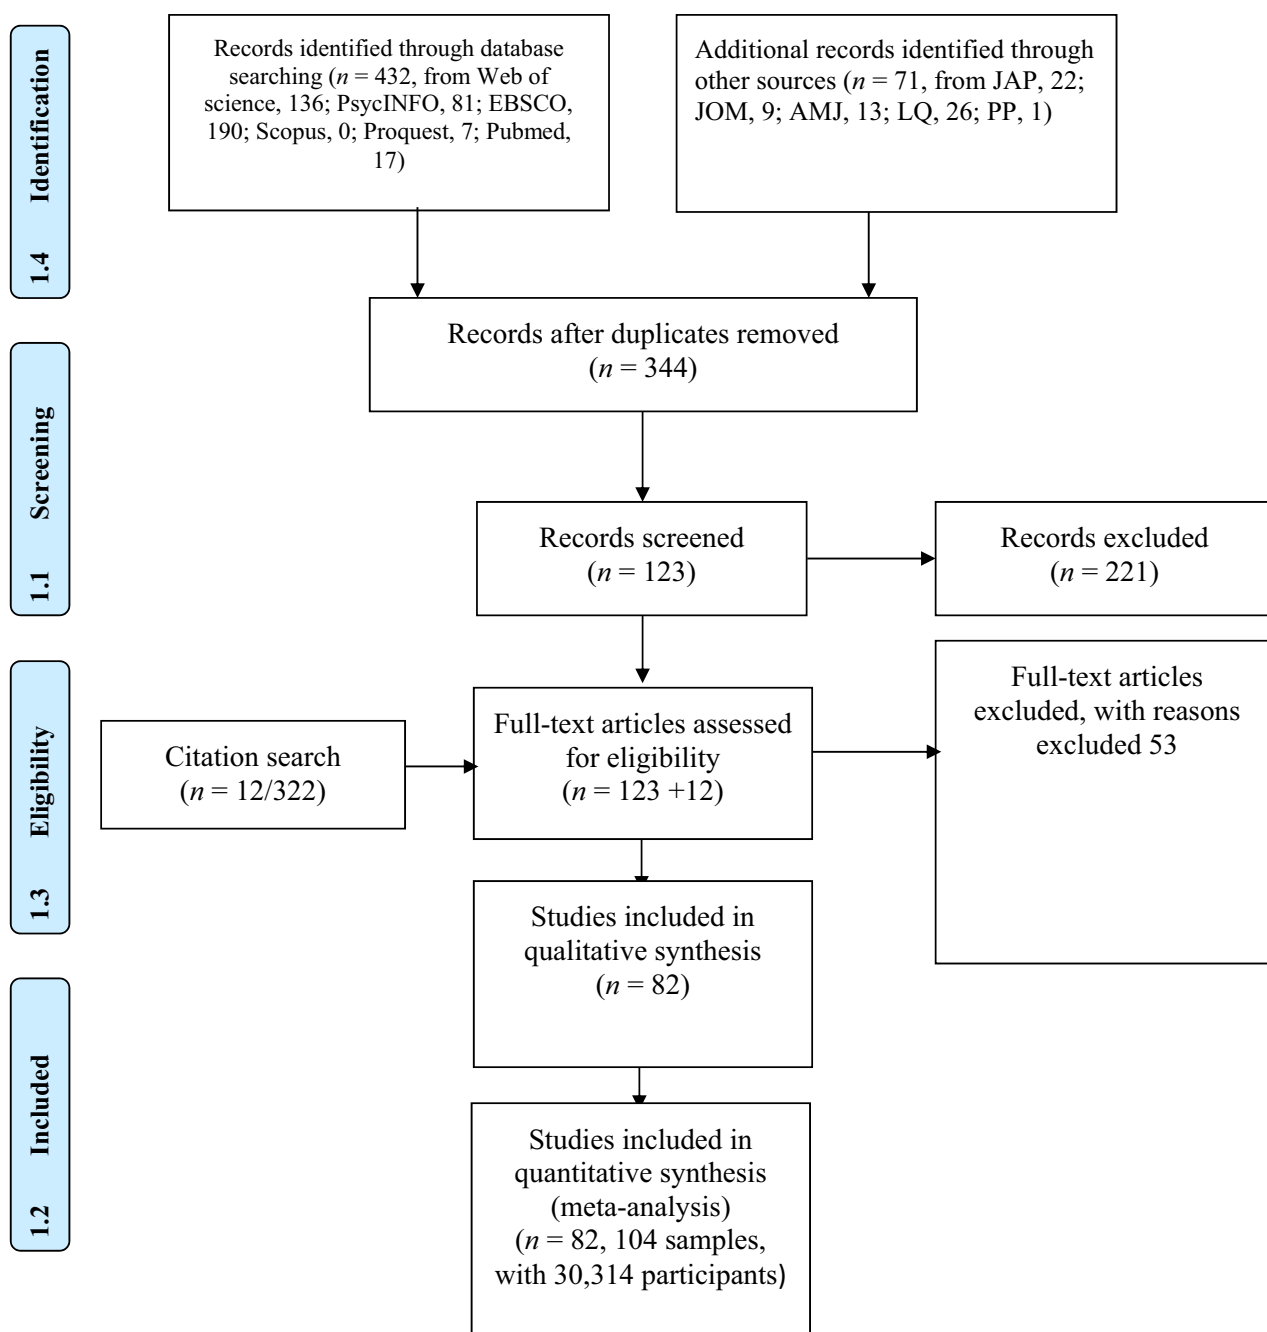 1.4 Identification
Records identified through database
searching (n = 432, from Web of
science, 136; PsycINFO, 81; EBSCO,
190; Scopus, 0; Proquest, 7; Pubmed,
17)
Additional records identified through
other sources (n = 71, from JAP, 22;
JOM, 9; AMJ, 13; LQ, 26; PP, 1)
Records after duplicates removed
(n = 344)
1.1 Screening
Records screened
(n = 123)
Records excluded
(n = 221)
1.3 Eligibility
Citation search
(n = 12/322)
Full-text articles assessed
for eligibility
(n = 123 +12)
Full-text articles
excluded, with reasons
excluded 53
Studies included in
qualitative synthesis
(n = 82)
1.2 Included
Studies included in
quantitative synthesis
(meta-analysis)
(n = 82, 104 samples,
with 30,314 participants)